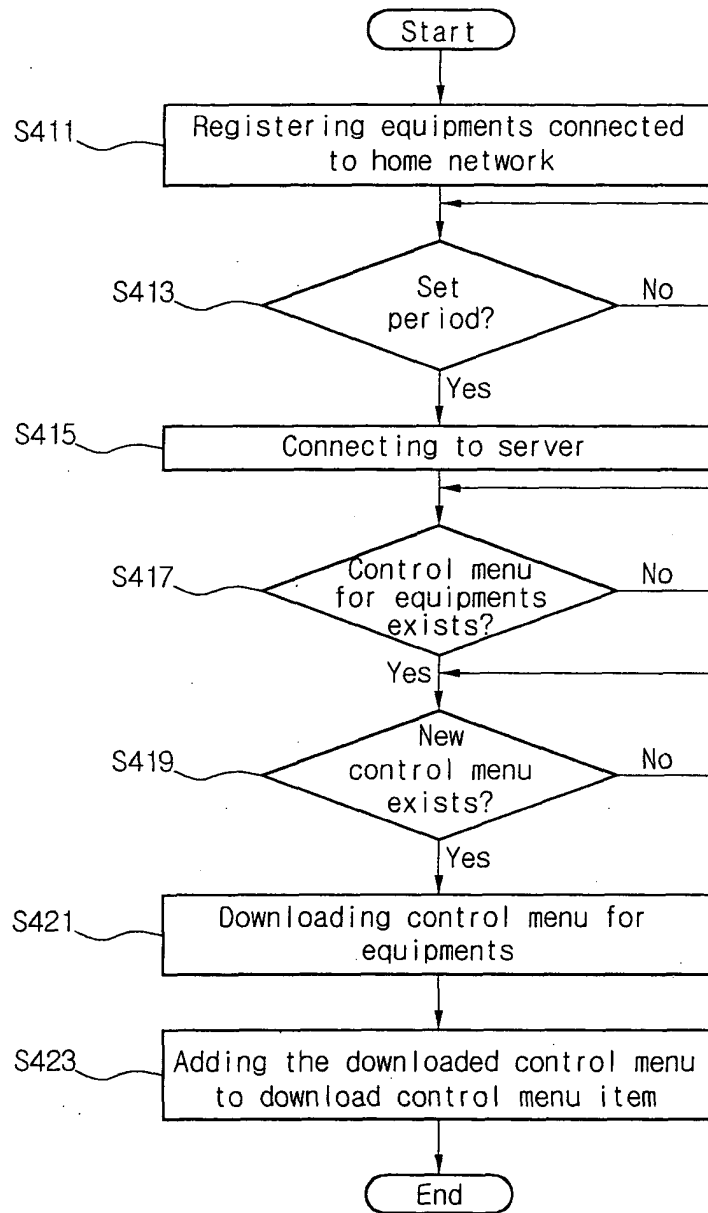 Start
S411
Registering equipments connected
to home network
S413
Set
period?
No
Yes
S415
Connecting to server
S417
Control menu
for equipments
exists?
No
Yes
S419
New
control menu
exists?
No
Yes
S421
Downloading control menu for
equipments
S423
Adding the downloaded control menu
to download control menu item
End